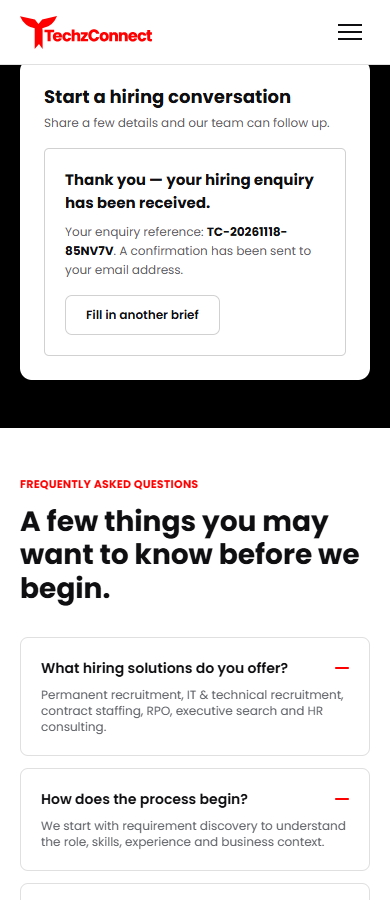 TechzConnect
Start a hiring conversation
Share a few details and our team can follow up.
Thank you — your hiring enquiry
has been received.
Your enquiry reference: TC-20261118-
85NV7V. A confirmation has been sent to
your email address.
Fill in another brief
FREQUENTLY ASKED QUESTIONS
A few things you may
want to know before we
begin.
What hiring solutions do you offer?
Permanent recruitment, IT & technical recruitment,
contract staffing, RPO, executive search and HR
consulting.
How does the process begin?
We start with requirement discovery to understand
the role, skills, experience and business context.